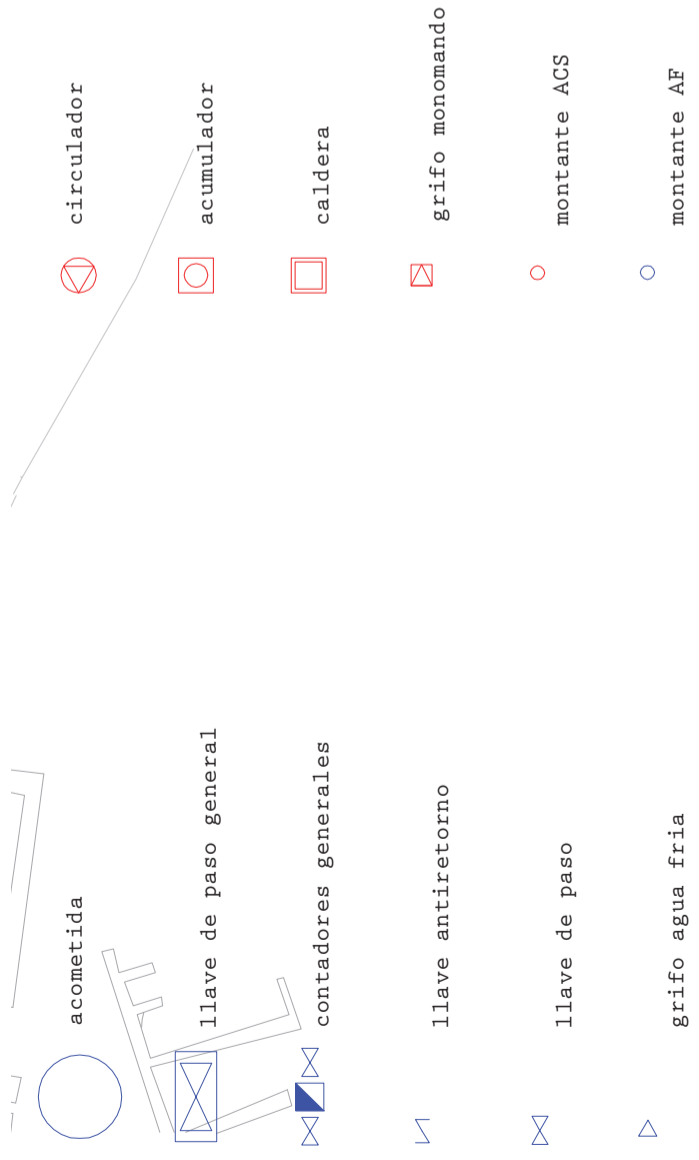 acometida
llave de paso general
contadores generales
llave antiretorno
llave de paso
grifo agua fria
circulador
acumulador
caldera
grifo monomando
montante ACS
montante AF